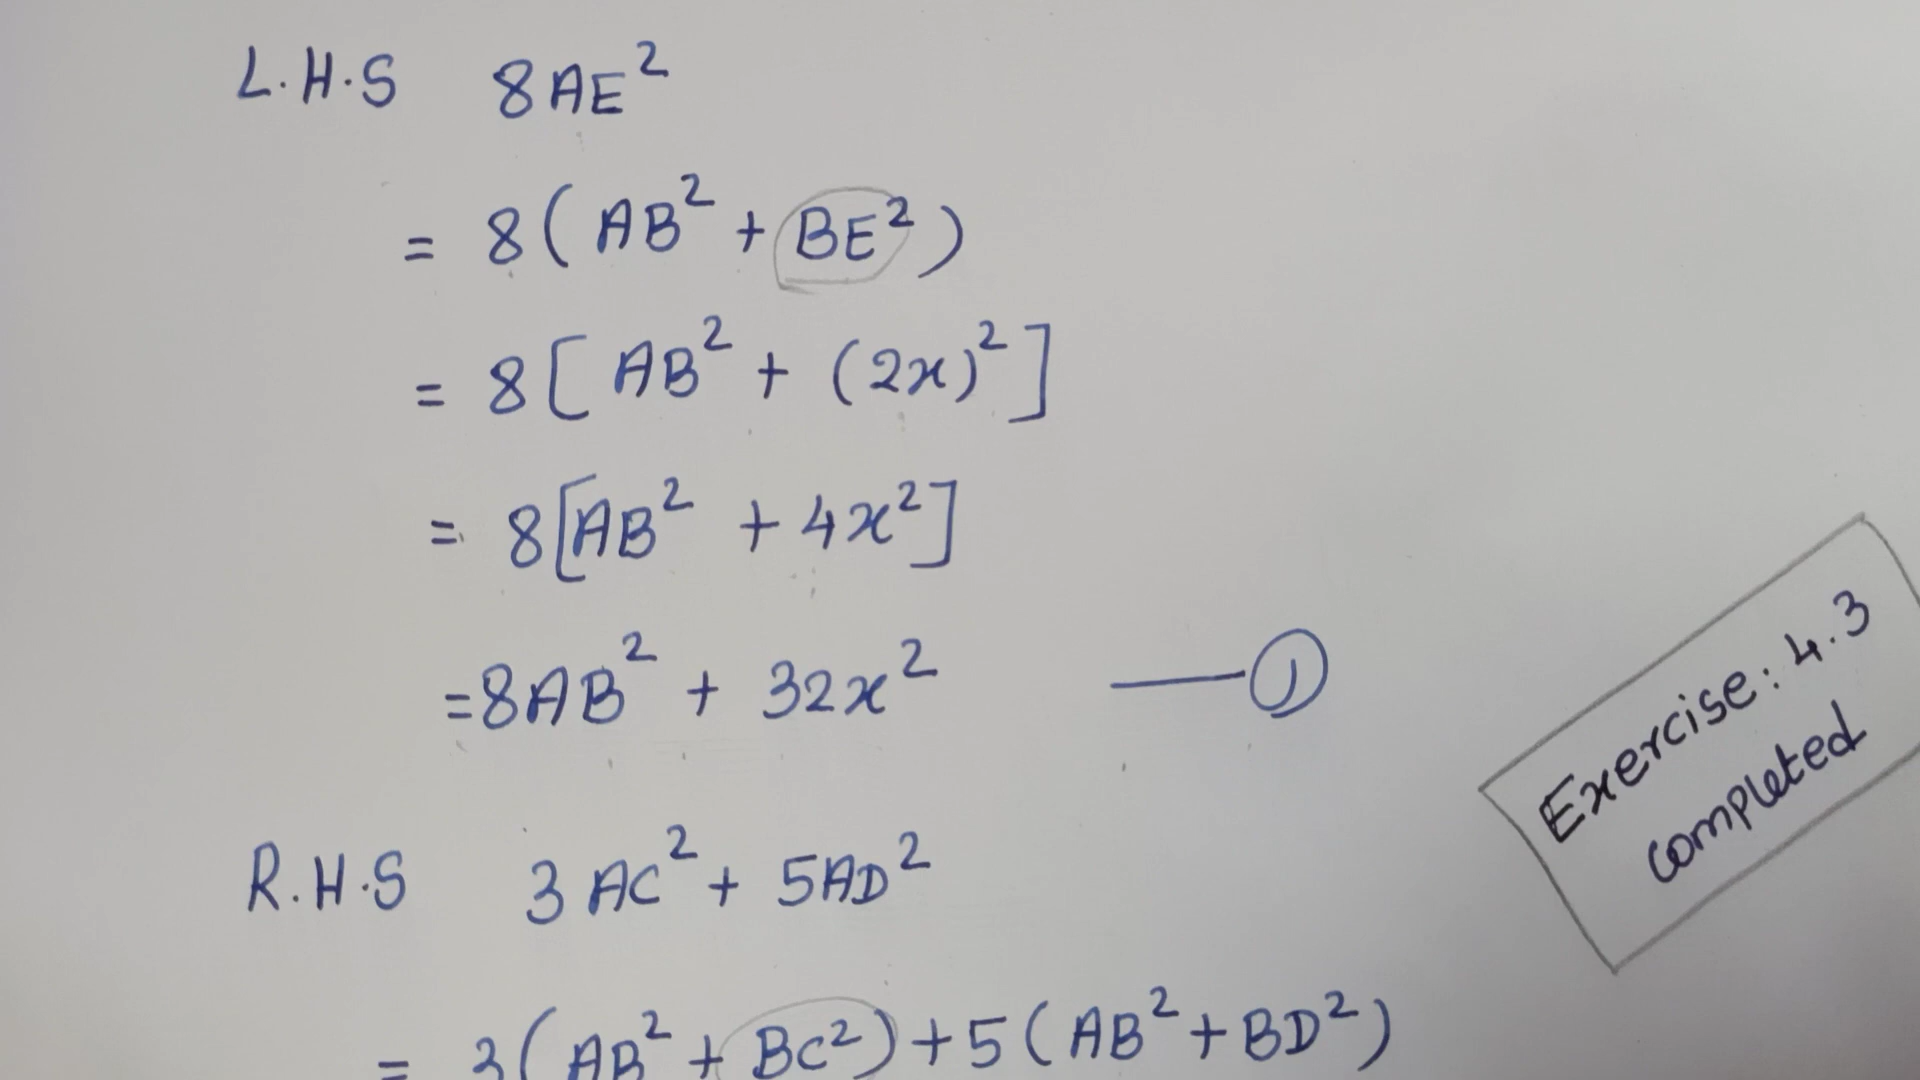 L.H.S 8AE²
= 8(AB² + BE²)
= 8[AB² + (2x)²]
= 8[AB² + 4x²]
=8AB² + 32x² —①
Exercise: 4.3
completed
R.H.S 3AC² + 5AD²
= 3(AB² + BC²) + 5(AB² + BD²)